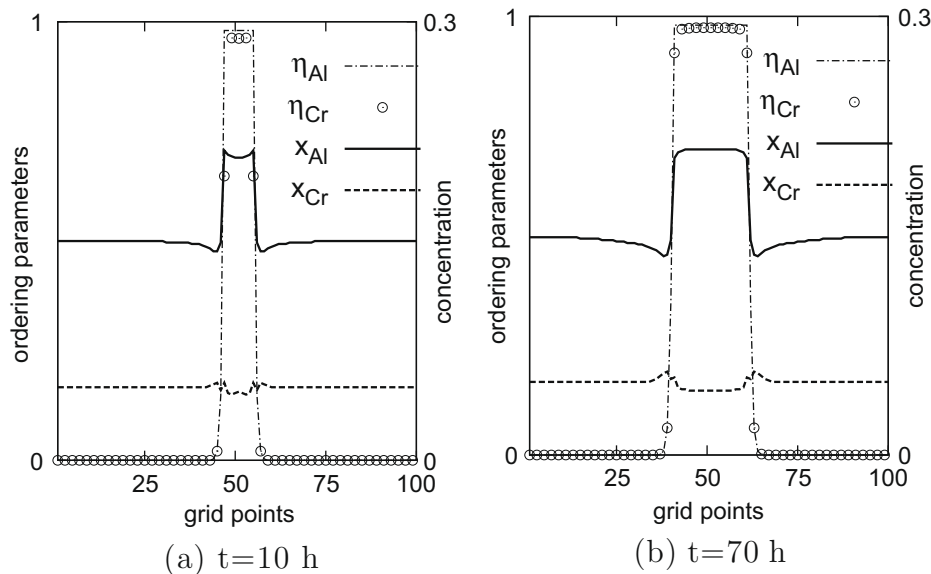 1
0.3
η_Al
η_Cr
x_Al
x_Cr
ordering parameters
concentration
0
0
25
50
75
100
grid points
(a) t=10 h
1
0.3
η_Al
η_Cr
x_Al
x_Cr
ordering parameters
concentration
0
0
25
50
75
100
grid points
(b) t=70 h